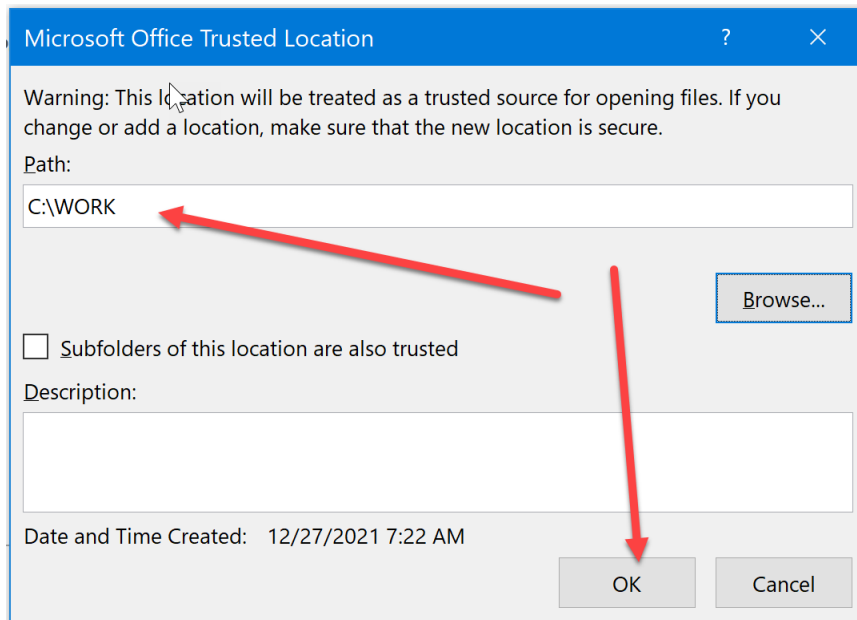 Microsoft Office Trusted Location ?
Warning: This location will be treated as a trusted source for opening files. If you
change or add a location, make sure that the new location is secure.
Path:
C:\WORK
Browse...
Subfolders of this location are also trusted
Description:
Date and Time Created: 12/27/2021 7:22 AM
OK Cancel